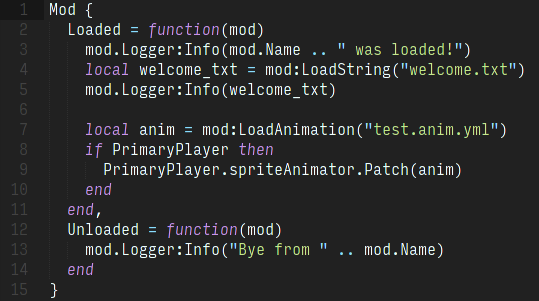 1 Mod {
2 Loaded = function(mod)
3 mod.Logger:Info(mod.Name .. " was loaded!")
4 local welcome_txt = mod:LoadString("welcome.txt")
5 mod.Logger:Info(welcome_txt)
6
7 local anim = mod:LoadAnimation("test.anim.yml")
8 if PrimaryPlayer then
9 PrimaryPlayer.spriteAnimator.Patch(anim)
10 end
11 end,
12 Unloaded = function(mod)
13 mod.Logger:Info("Bye from " .. mod.Name)
14 end
15 }